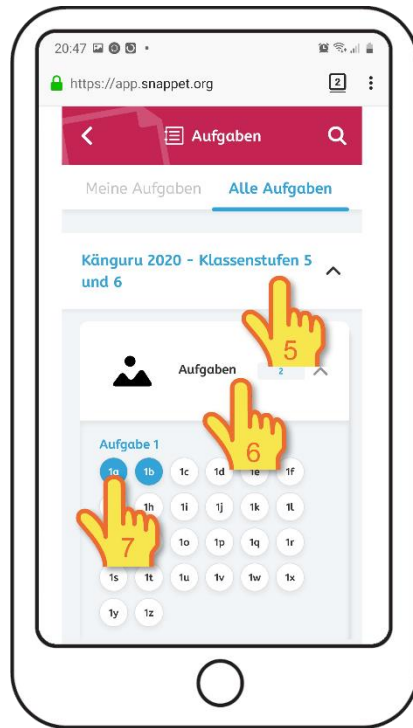 20:47
https://app.snappet.org 2
Aufgaben
Meine Aufgaben Alle Aufgaben
Känguru 2020 - Klassenstufen 5
und 6
5
Aufgaben 2
6
Aufgabe 1
1a 1b 1c 1d 1e 1f
1h 1i 1j 1k 1l
7
1o 1p 1q 1r
1s 1t 1u 1v 1w 1x
1y 1z